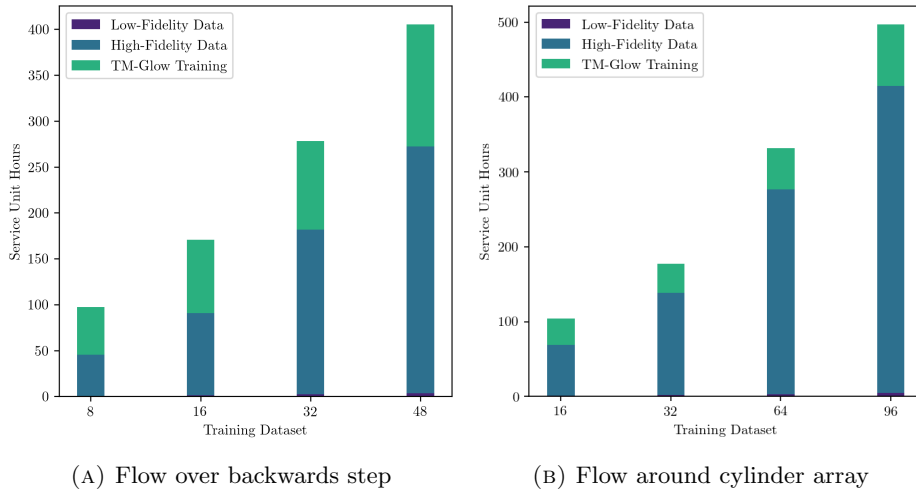 Low-Fidelity Data
High-Fidelity Data
TM-Glow Training
400
350
300
250
200
150
100
50
0
Service Unit Hours
8
16
32
48
Training Dataset
(A) Flow over backwards step
Low-Fidelity Data
High-Fidelity Data
TM-Glow Training
500
400
300
200
100
0
Service Unit Hours
16
32
64
96
Training Dataset
(B) Flow around cylinder array